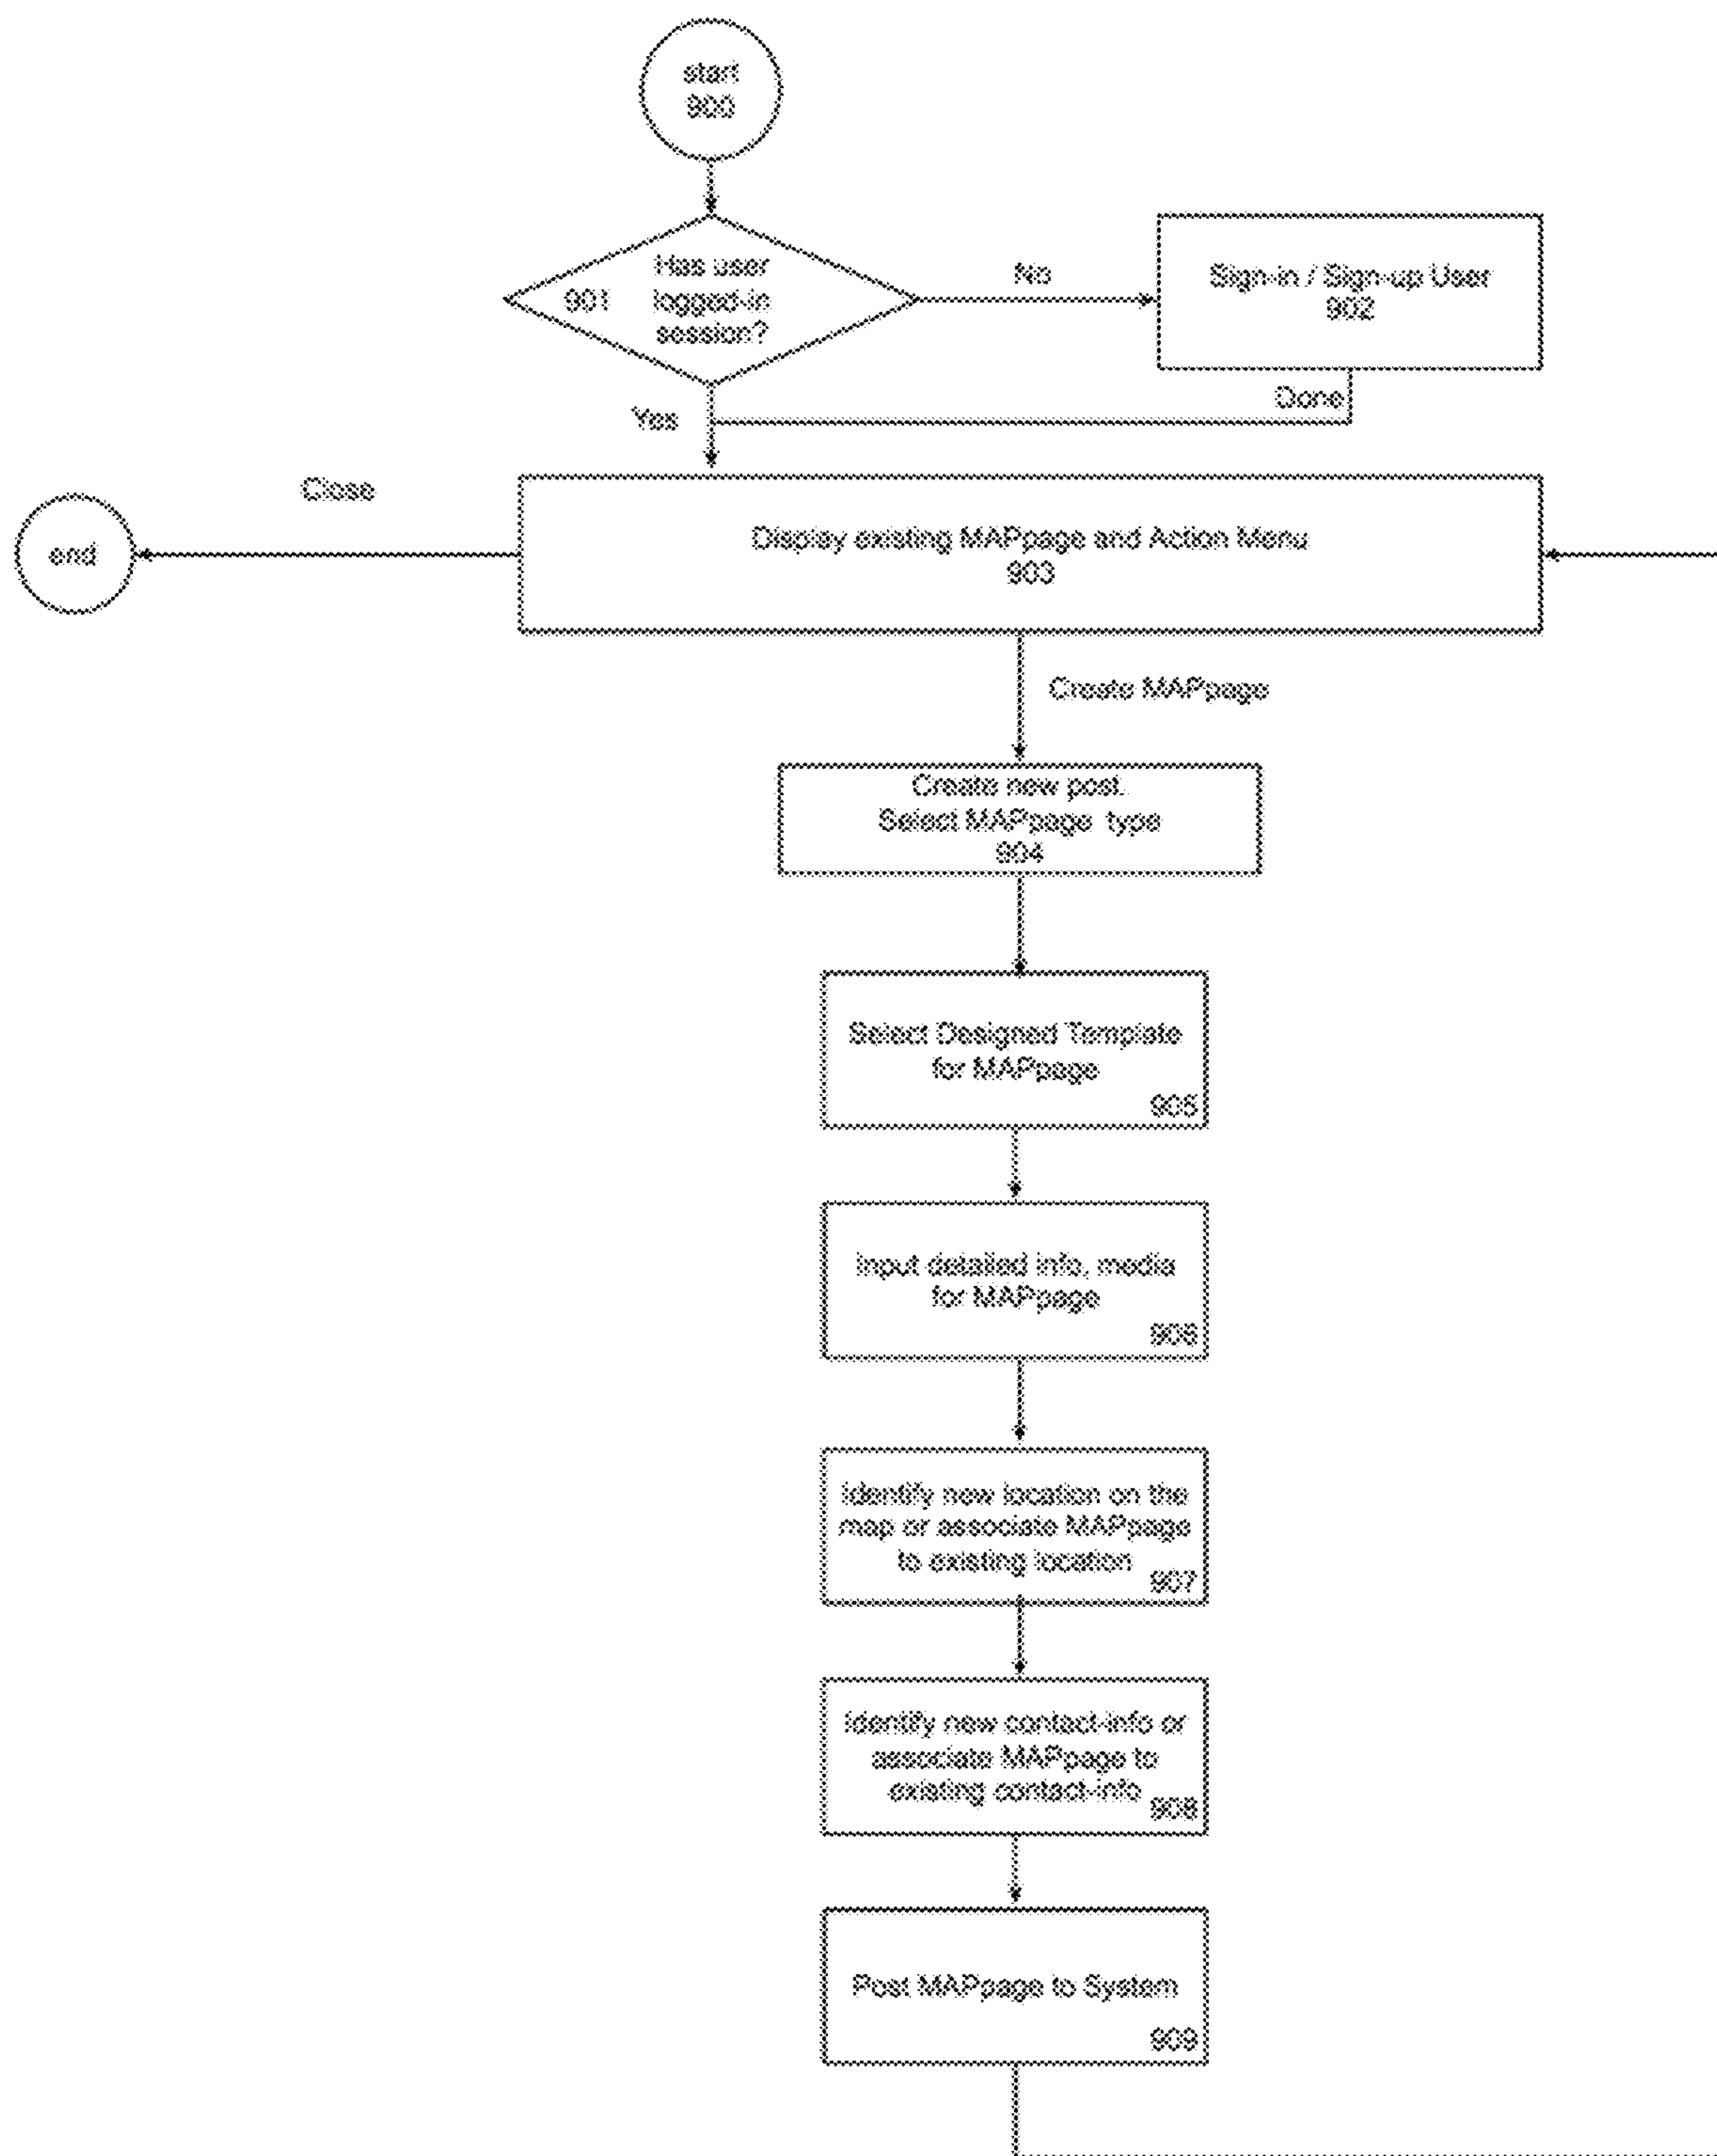 start
900
Has user
901
logged-in
session?
No
Sign-in / Sign-up User
902
Done
Yes
Close
end
Display existing MAPpage and Action Menu
903
Create MAPpage
Create new post.
Select MAPpage type
904
Select Designed Template
for MAPpage
905
Input detailed info, media
for MAPpage
906
Identify new location on the
map or associate MAPpage
to existing location
907
Identify new contact-info or
associate MAPpage to
existing contact-info
908
Post MAPpage to System
909